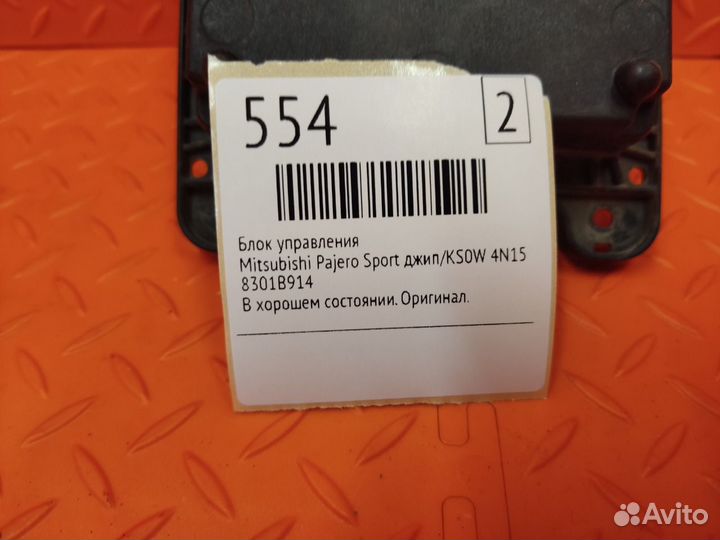 554
2
Блок управления
Mitsubishi Pajero Sport джип/KS0W 4N15
8301B914
В хорошем состоянии. Оригинал.
Avito